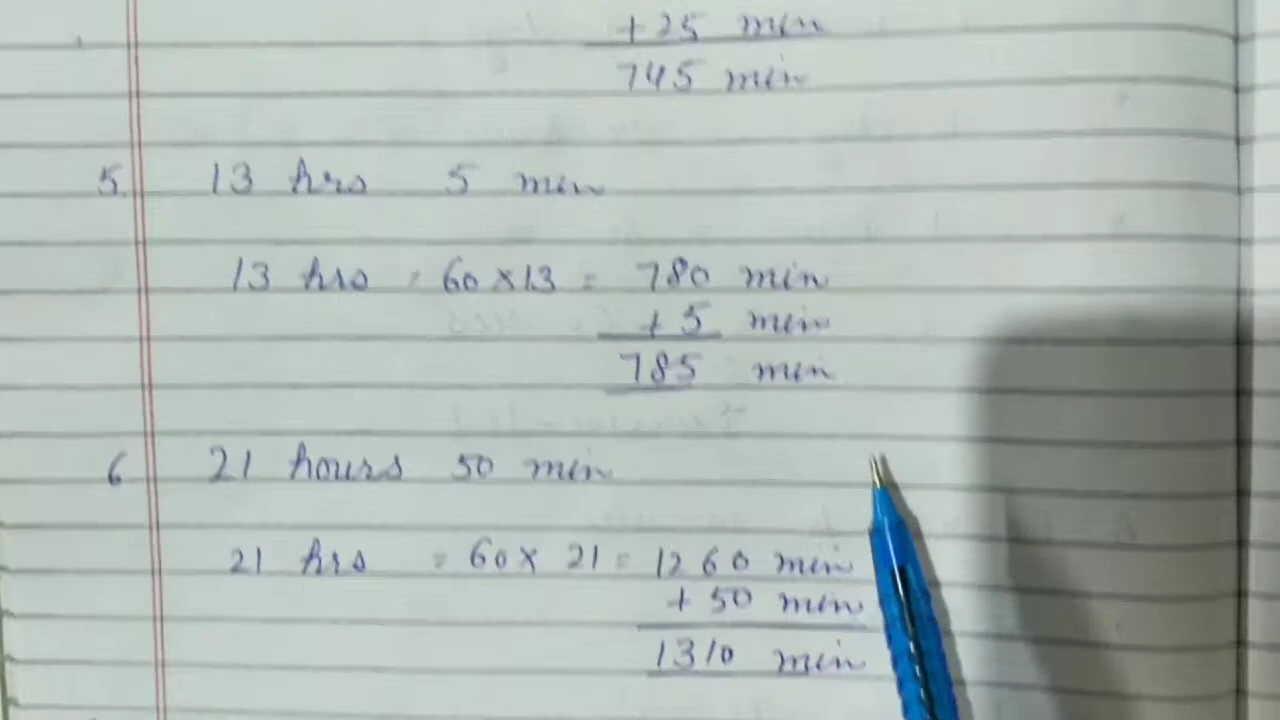 +25 min
745 min
5. 13 hrs 5 min
13 hrs = 60 x 13 = 780 min
+ 5 min
785 min
6 21 hours 50 min
21 hrs = 60 x 21 = 1260 min
+ 50 min
1310 min